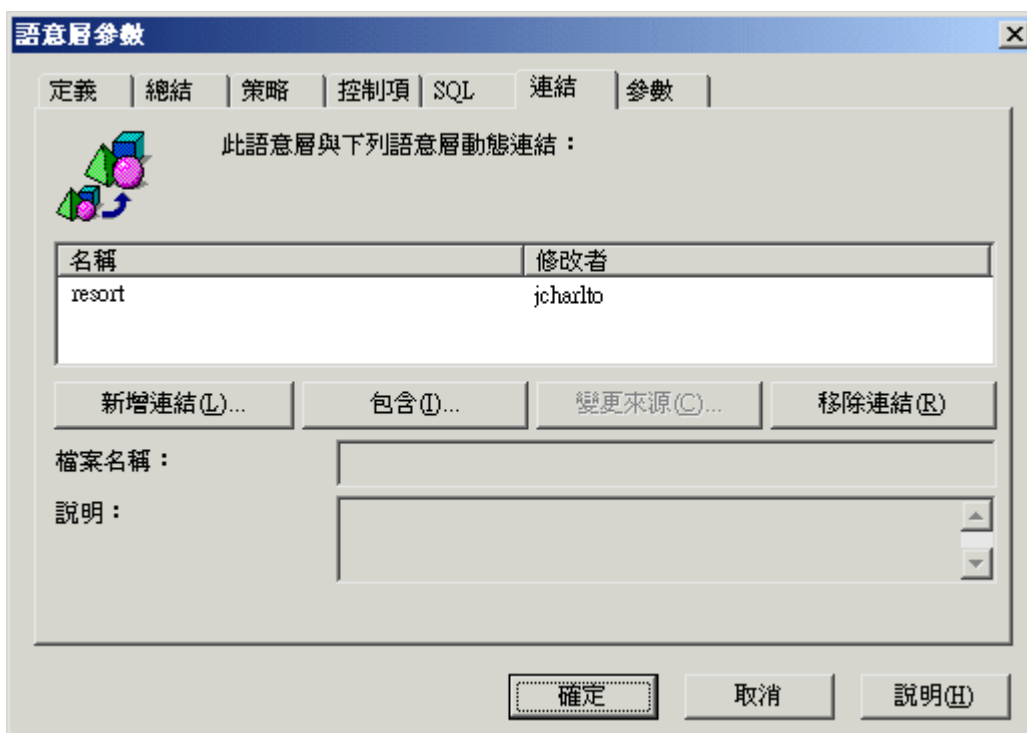 語意層參數
定義 總結 策略 控制項 SQL 連結 參數
此語意層與下列語意層動態連結：
名稱 修改者
resort jcharlto
新增連結(L)... 包含(I)... 變更來源(C)... 移除連結(R)
檔案名稱：
說明：
確定 取消 說明(H)